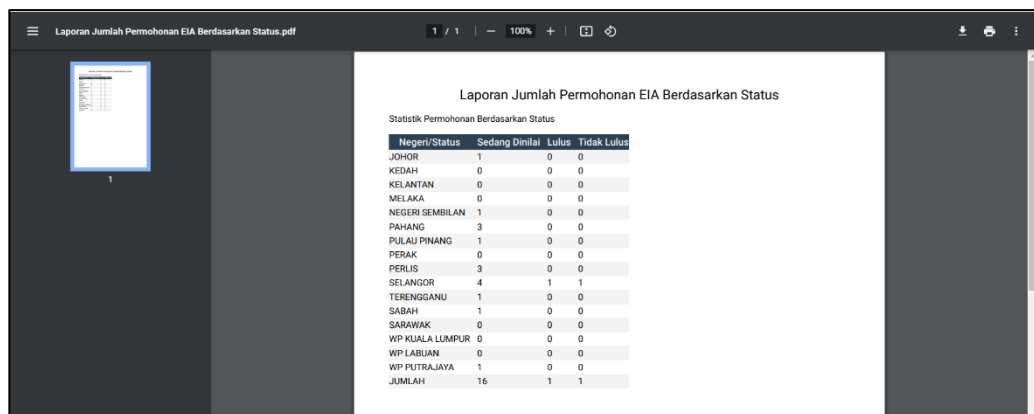 Laporan Jumlah Permohonan EIA Berdasarkan Status.pdf
1 / 1 | − 100% + |
1
Laporan Jumlah Permohonan EIA Berdasarkan Status
Statistik Permohonan Berdasarkan Status
Negeri/Status Sedang Dinilai Lulus Tidak Lulus
JOHOR 1 0 0
KEDAH 0 0 0
KELANTAN 0 0 0
MELAKA 0 0 0
NEGERI SEMBILAN 1 0 0
PAHANG 3 0 0
PULAU PINANG 1 0 0
PERAK 0 0 0
PERLIS 3 0 0
SELANGOR 4 1 1
TERENGGANU 1 0 0
SABAH 1 0 0
SARAWAK 0 0 0
WP KUALA LUMPUR 0 0 0
WP LABUAN 0 0 0
WP PUTRAJAYA 1 0 0
JUMLAH 16 1 1